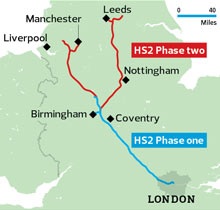 Leeds
0 40
Miles
Manchester
Liverpool
HS2 Phase two
Nottingham
Birmingham
Coventry
HS2 Phase one
LONDON